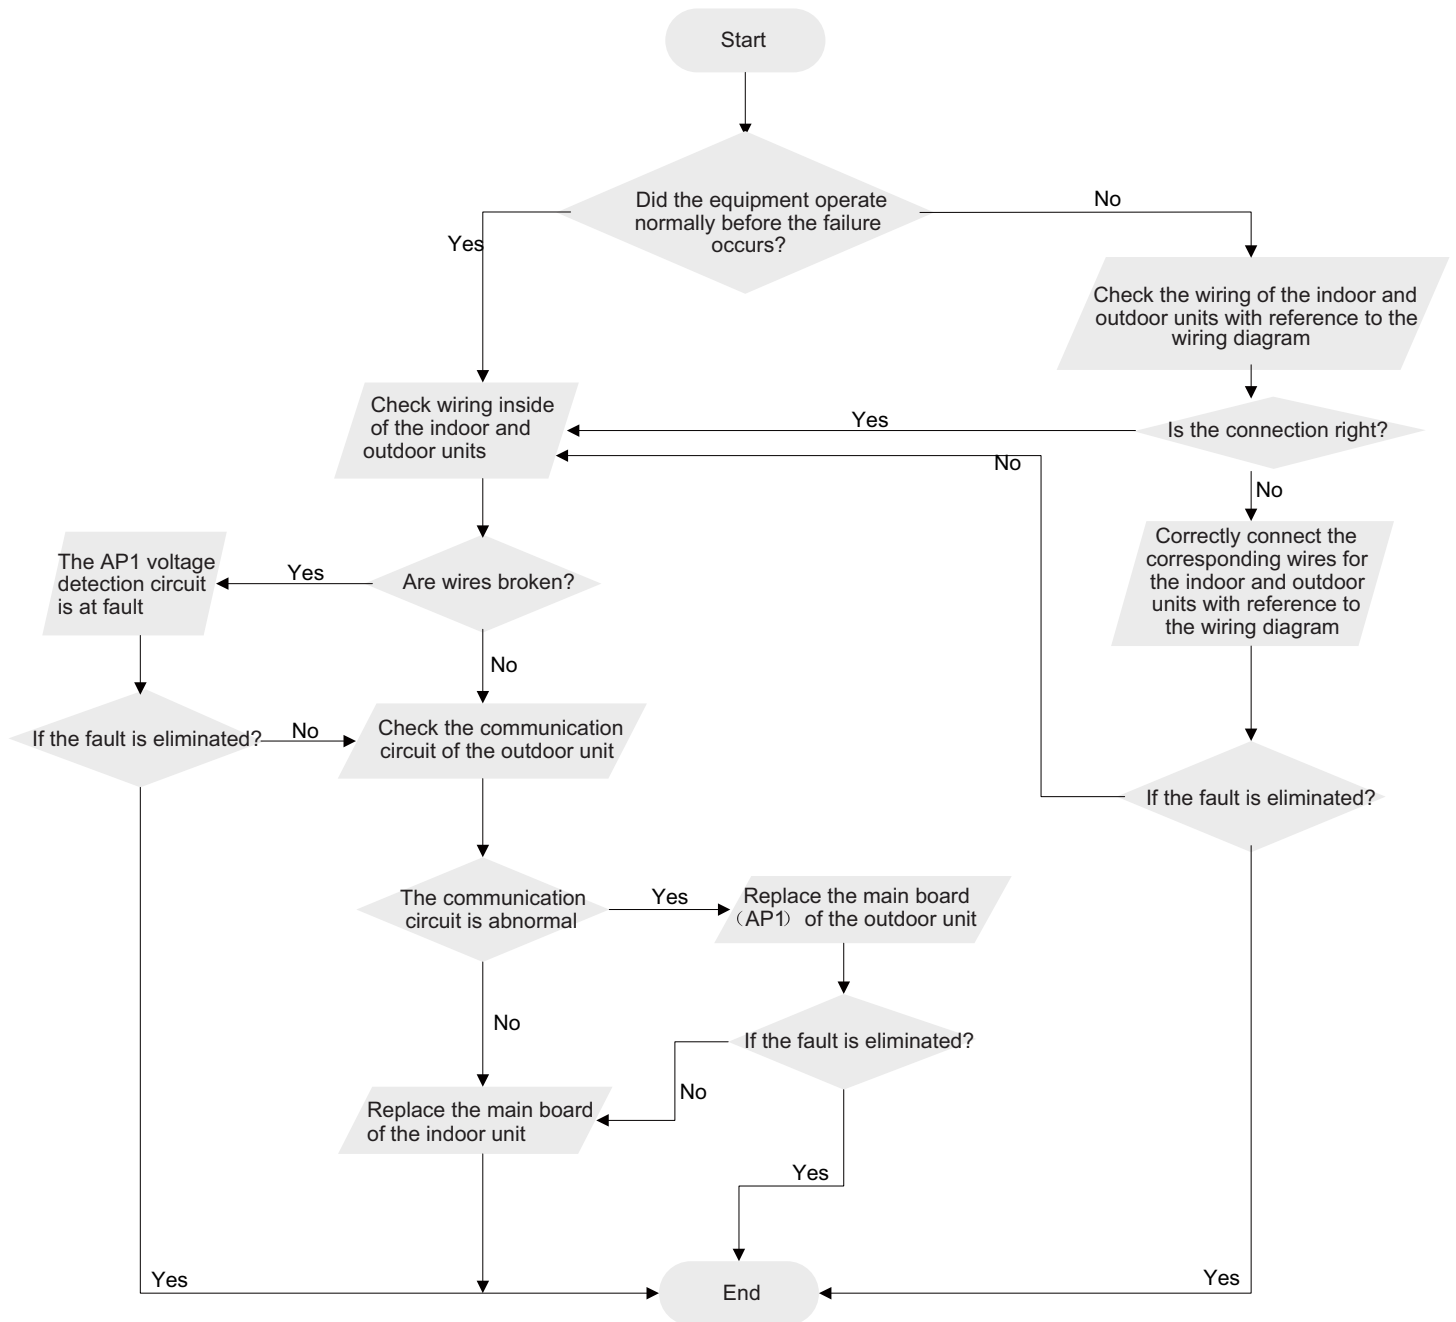 Start
Did the equipment operate
normally before the failure
occurs?
No
Yes
Check the wiring of the indoor and
outdoor units with reference to the
wiring diagram
Check wiring inside
of the indoor and
outdoor units
Yes
Is the connection right?
No
No
Correctly connect the
corresponding wires for
the indoor and outdoor
units with reference to
the wiring diagram
The AP1 voltage
detection circuit
is at fault
Yes
Are wires broken?
No
If the fault is eliminated?
No
Check the communication
circuit of the outdoor unit
If the fault is eliminated?
The communication
circuit is abnormal
Yes
Replace the main board
（AP1） of the outdoor unit
No
If the fault is eliminated?
No
Replace the main board
of the indoor unit
Yes
Yes
End
Yes